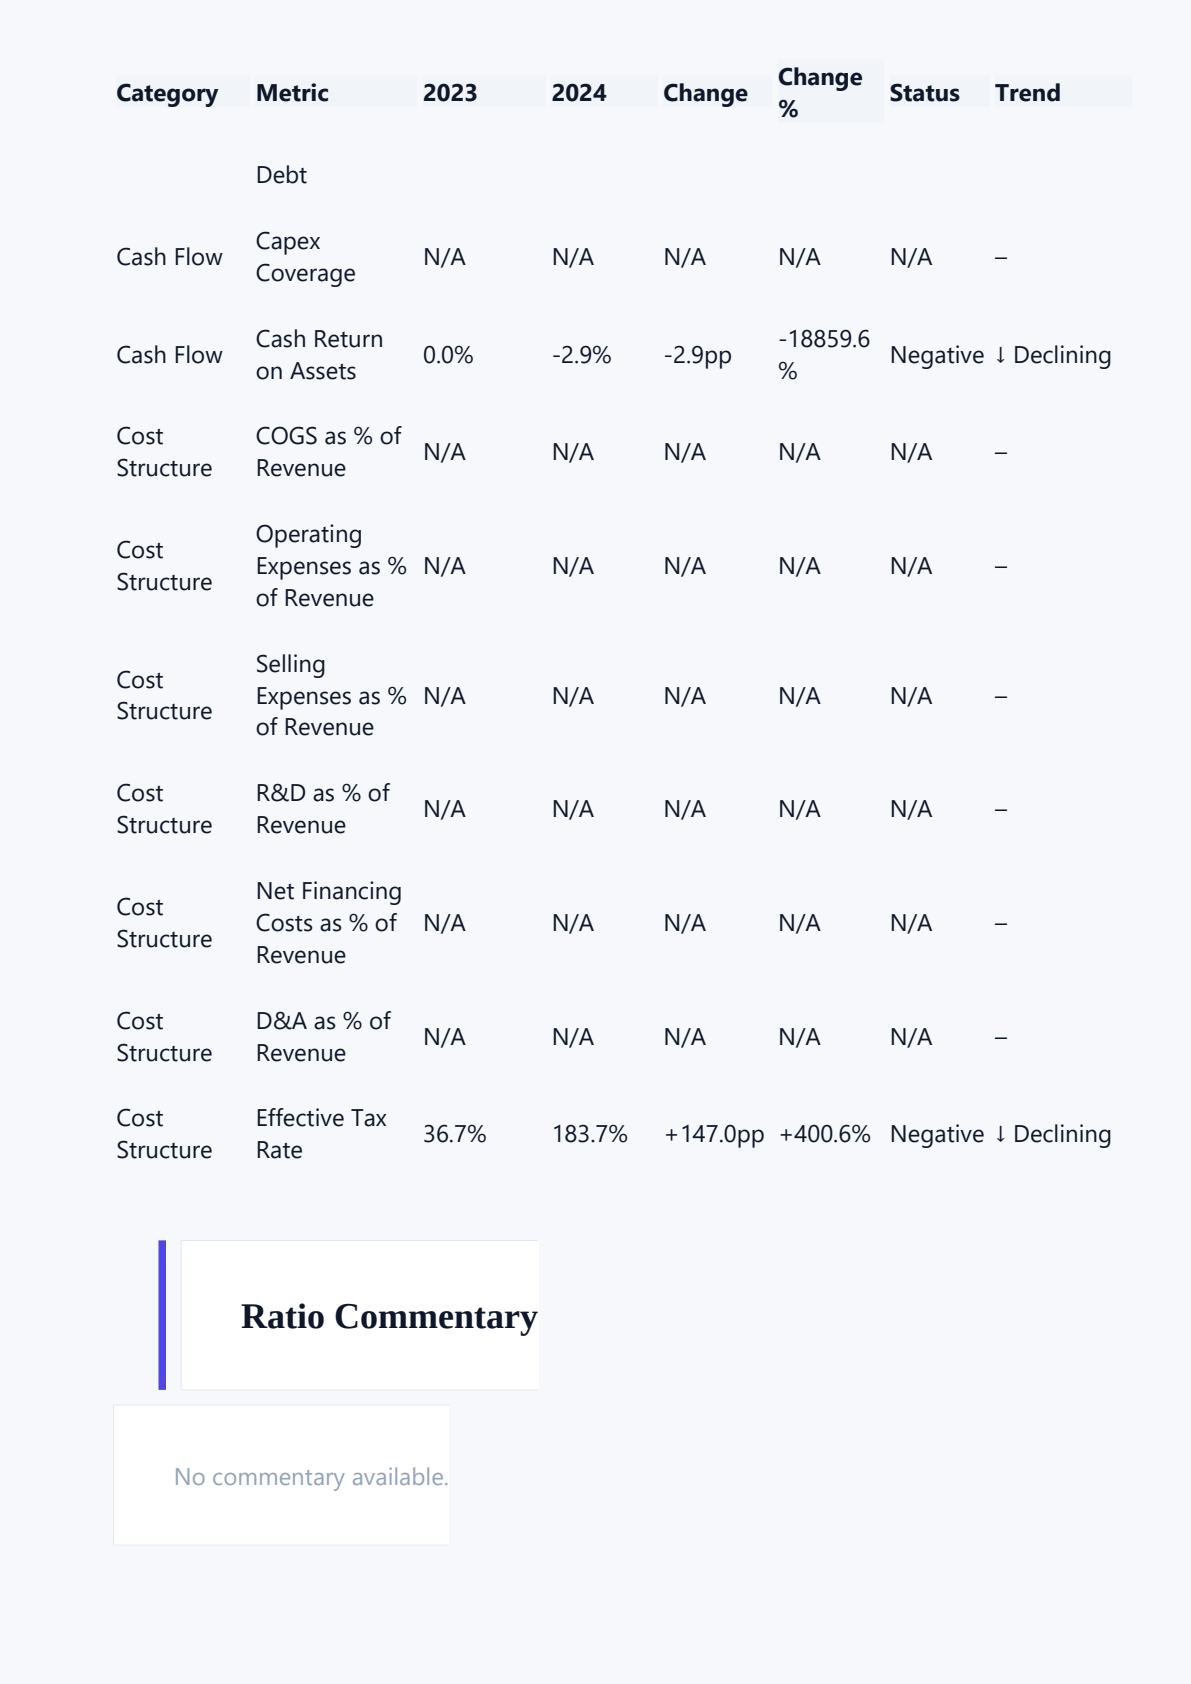 Category Metric 2023 2024 Change Change % Status Trend
Debt
Cash Flow Capex Coverage N/A N/A N/A N/A N/A –
Cash Flow Cash Return on Assets 0.0% -2.9% -2.9pp -18859.6% Negative ↓ Declining
Cost Structure COGS as % of Revenue N/A N/A N/A N/A N/A –
Cost Structure Operating Expenses as % of Revenue N/A N/A N/A N/A N/A –
Cost Structure Selling Expenses as % of Revenue N/A N/A N/A N/A N/A –
Cost Structure R&D as % of Revenue N/A N/A N/A N/A N/A –
Cost Structure Net Financing Costs as % of Revenue N/A N/A N/A N/A N/A –
Cost Structure D&A as % of Revenue N/A N/A N/A N/A N/A –
Cost Structure Effective Tax Rate 36.7% 183.7% +147.0pp +400.6% Negative ↓ Declining
Ratio Commentary
No commentary available.